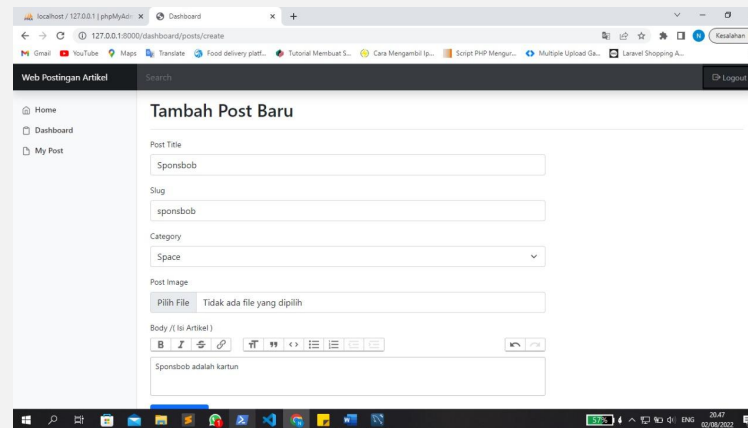 localhost / 127.0.0.1 | phpMyAdm
Dashboard
127.0.0.1:8000/dashboard/posts/create
Kesalahan
Gmail YouTube Maps Translate Food delivery platf... Tutorial Membuat S... Cara Mengambil Ip... Script PHP Mengur... Multiple Upload Ga... Laravel Shopping A...
Web Postingan Artikel
Search
Logout
Home
Dashboard
My Post
Tambah Post Baru
Post Title
Sponsbob
Slug
sponsbob
Category
Space
Post Image
Pilih File Tidak ada file yang dipilih
Body /( Isi Artikel )
Sponsbob adalah kartun
57% ENG 20.47
02/08/2022